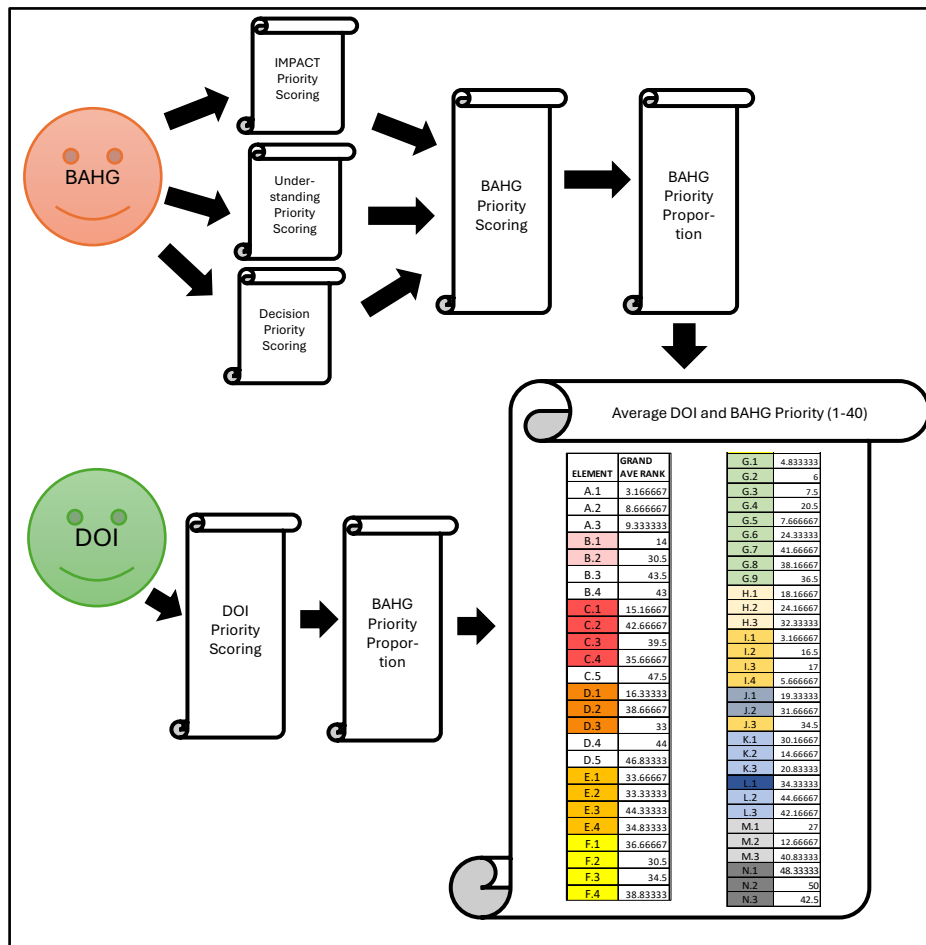 IMPACT
Priority
Scoring
BAHG
Under-
standing
Priority
Scoring
Decision
Priority
Scoring
BAHG
Priority
Scoring
BAHG
Priority
Propor-
tion
DOI
DOI
Priority
Scoring
BAHG
Priority
Propor-
tion
Average DOI and BAHG Priority (1-40)
ELEMENT GRAND AVE RANK
A.1 3.166667
A.2 8.666667
A.3 9.333333
B.1 14
B.2 30.5
B.3 43.5
B.4 43
C.1 15.16667
C.2 42.66667
C.3 39.5
C.4 35.66667
C.5 47.5
D.1 16.33333
D.2 38.66667
D.3 33
D.4 44
D.5 46.83333
E.1 33.66667
E.2 33.33333
E.3 44.33333
E.4 34.83333
F.1 36.66667
F.2 30.5
F.3 34.5
F.4 38.83333
G.1 4.833333
G.2 6
G.3 7.5
G.4 20.5
G.5 7.666667
G.6 24.33333
G.7 41.66667
G.8 38.16667
G.9 36.5
H.1 18.16667
H.2 24.16667
H.3 32.33333
I.1 3.166667
I.2 16.5
I.3 17
I.4 5.666667
J.1 19.33333
J.2 31.66667
J.3 34.5
K.1 30.16667
K.2 14.66667
K.3 20.83333
L.1 34.33333
L.2 44.66667
L.3 42.16667
M.1 27
M.2 12.66667
M.3 40.83333
N.1 48.33333
N.2 50
N.3 42.5